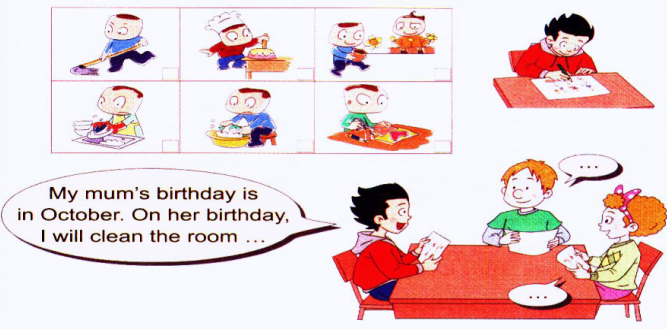 My mum's birthday is
in October. On her birthday,
I will clean the room ...
...
...